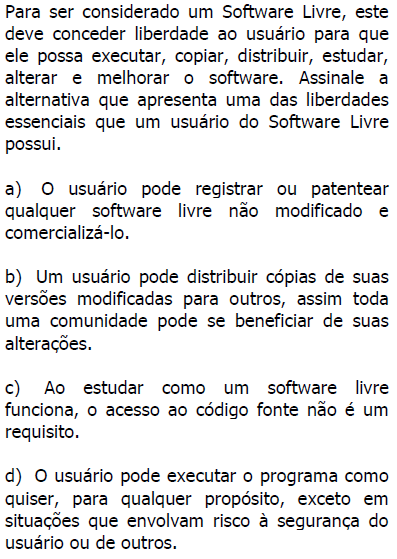 Para ser considerado um Software Livre, este
deve conceder liberdade ao usuário para que
ele possa executar, copiar, distribuir, estudar,
alterar e melhorar o software. Assinale a
alternativa que apresenta uma das liberdades
essenciais que um usuário do Software Livre
possui.
a) O usuário pode registrar ou patentear
qualquer software livre não modificado e
comercializá-lo.
b) Um usuário pode distribuir cópias de suas
versões modificadas para outros, assim toda
uma comunidade pode se beneficiar de suas
alterações.
c) Ao estudar como um software livre
funciona, o acesso ao código fonte não é um
requisito.
d) O usuário pode executar o programa como
quiser, para qualquer propósito, exceto em
situações que envolvam risco à segurança do
usuário ou de outros.